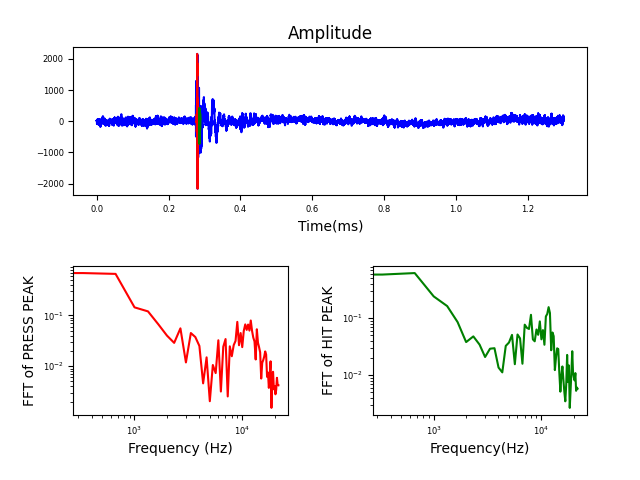 Amplitude
2000
1000
0
−1000
−2000
0.0 0.2 0.4 0.6 0.8 1.0 1.2
Time(ms)
FFT of PRESS PEAK
10⁻¹
10⁻²
10³ 10⁴
Frequency (Hz)
FFT of HIT PEAK
10⁻¹
10⁻²
10³ 10⁴
Frequency(Hz)